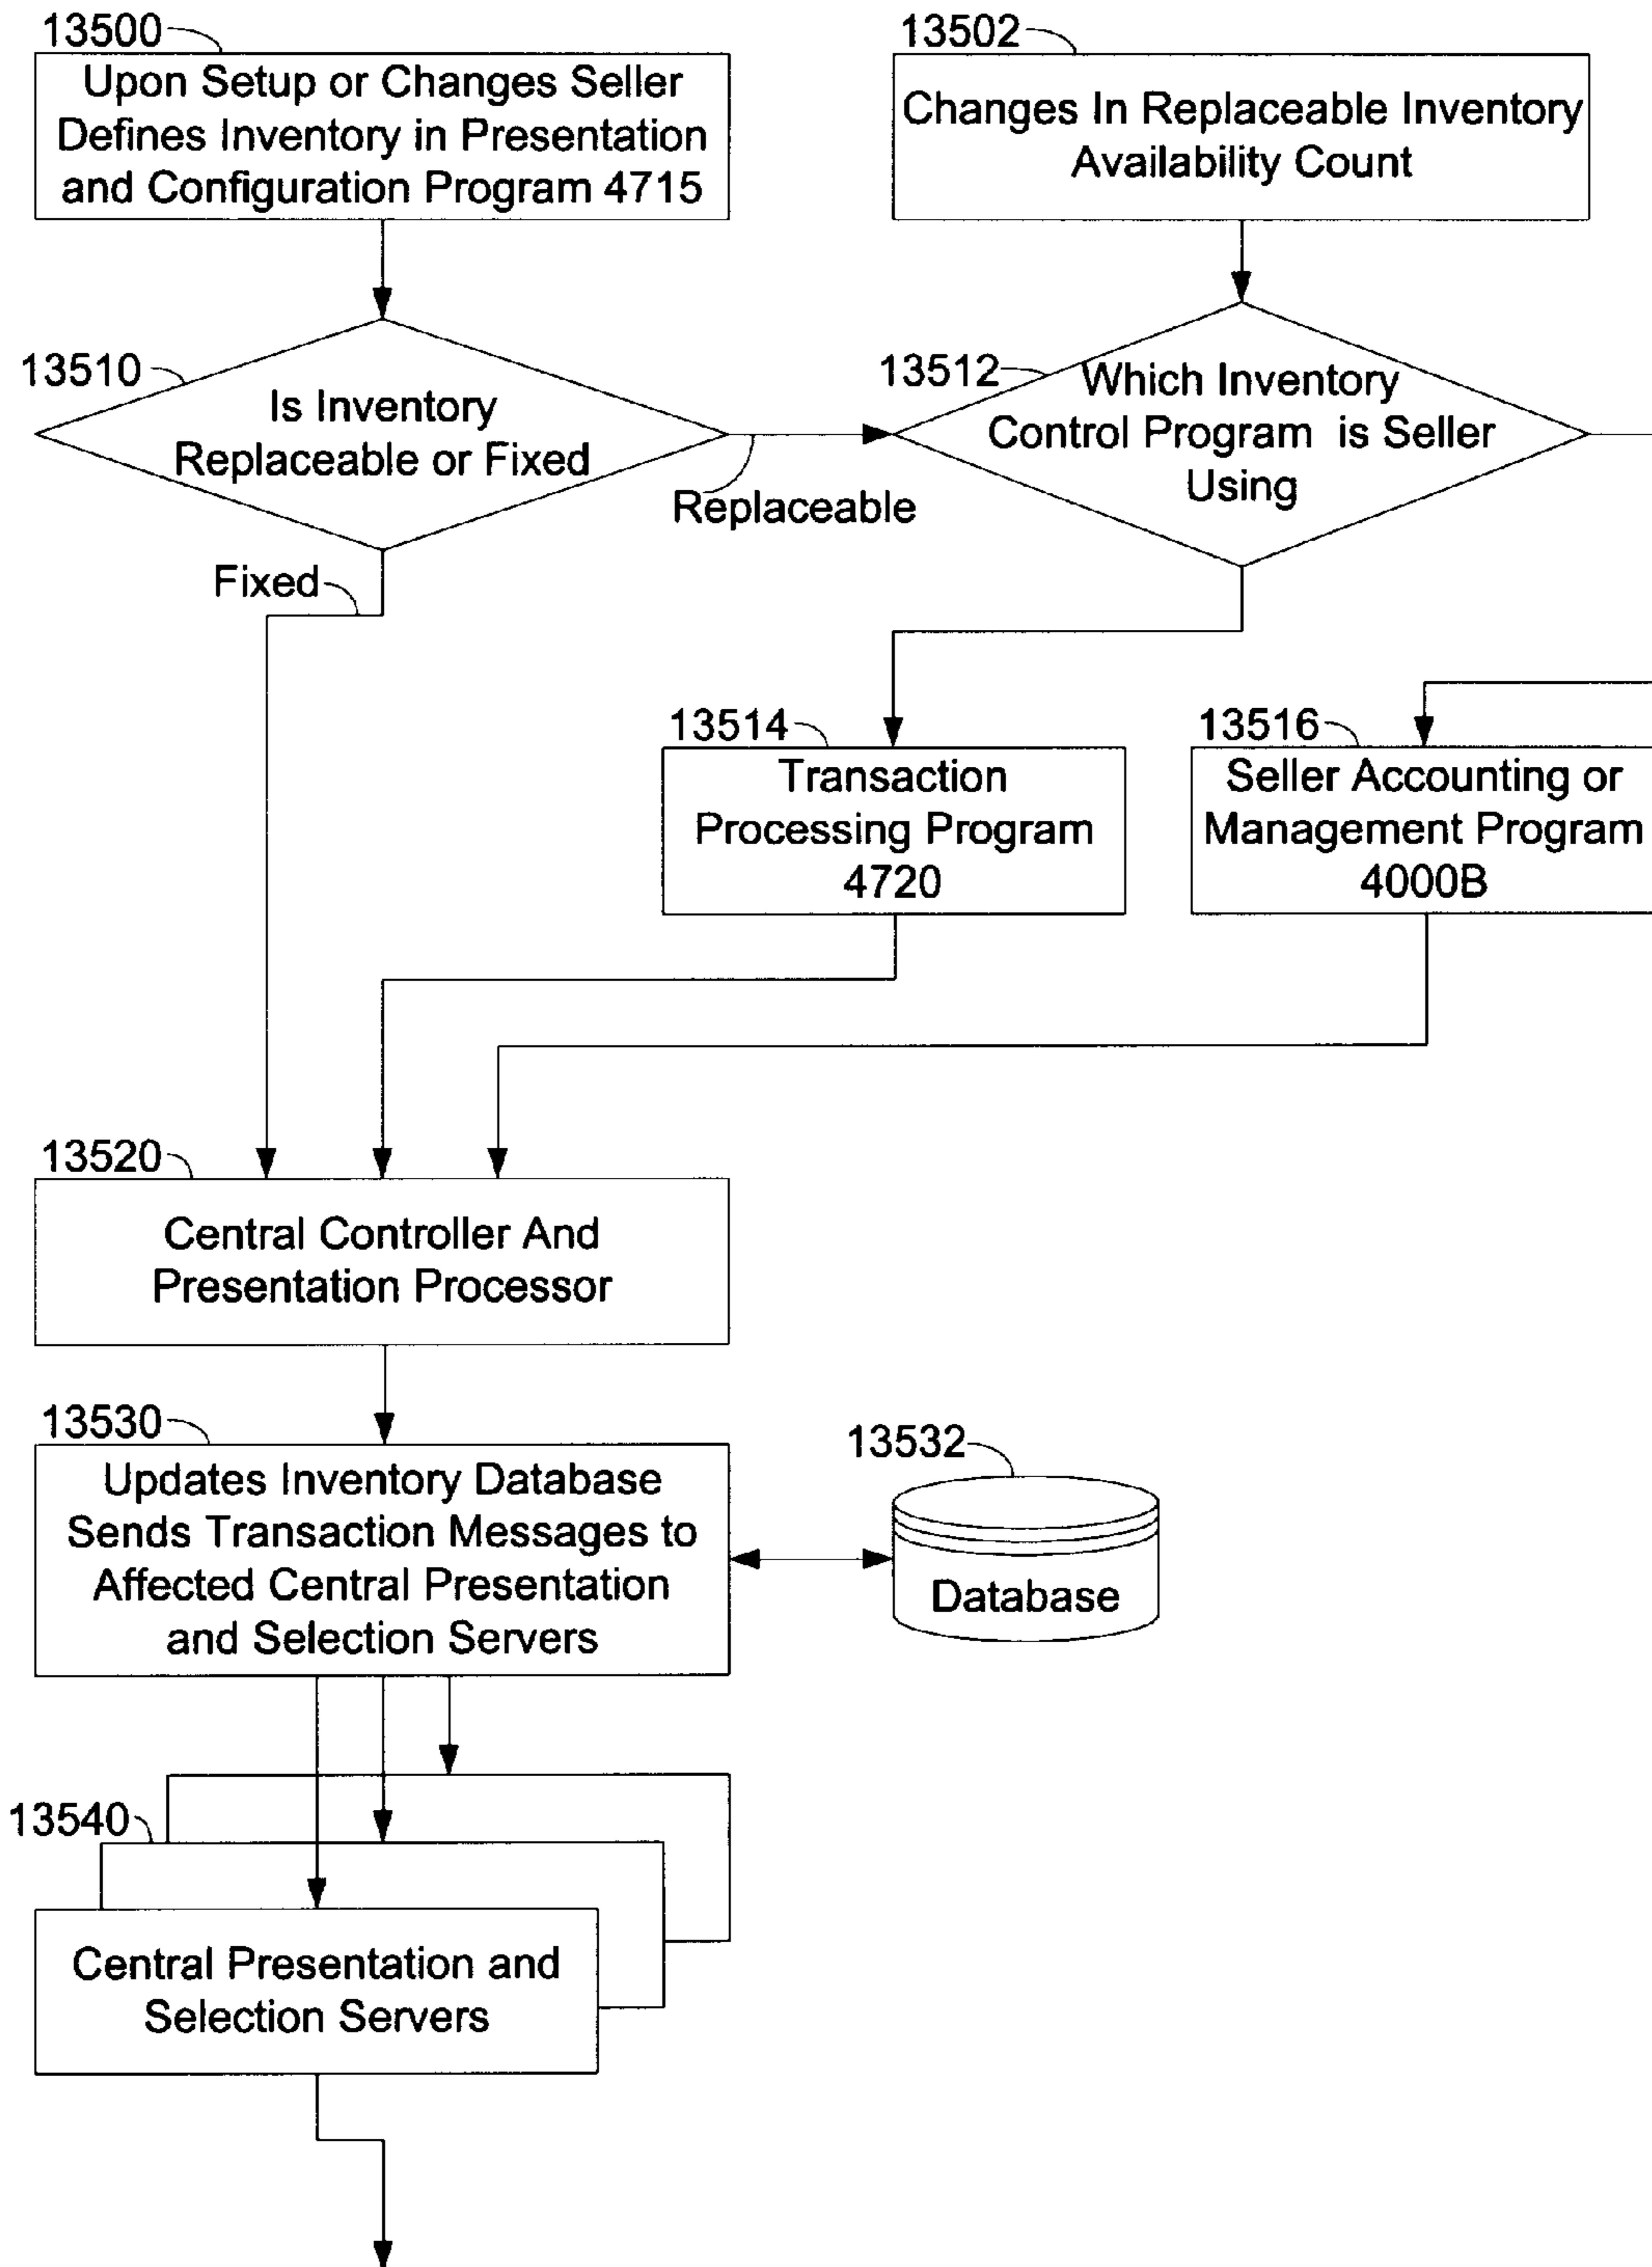 13500
Upon Setup or Changes Seller
Defines Inventory in Presentation
and Configuration Program 4715
13502
Changes In Replaceable Inventory
Availability Count
13510
Is Inventory
Replaceable or Fixed
Replaceable
Fixed
13512
Which Inventory
Control Program is Seller
Using
13514
Transaction
Processing Program
4720
13516
Seller Accounting or
Management Program
4000B
13520
Central Controller And
Presentation Processor
13530
Updates Inventory Database
Sends Transaction Messages to
Affected Central Presentation
and Selection Servers
13532
Database
13540
Central Presentation and
Selection Servers